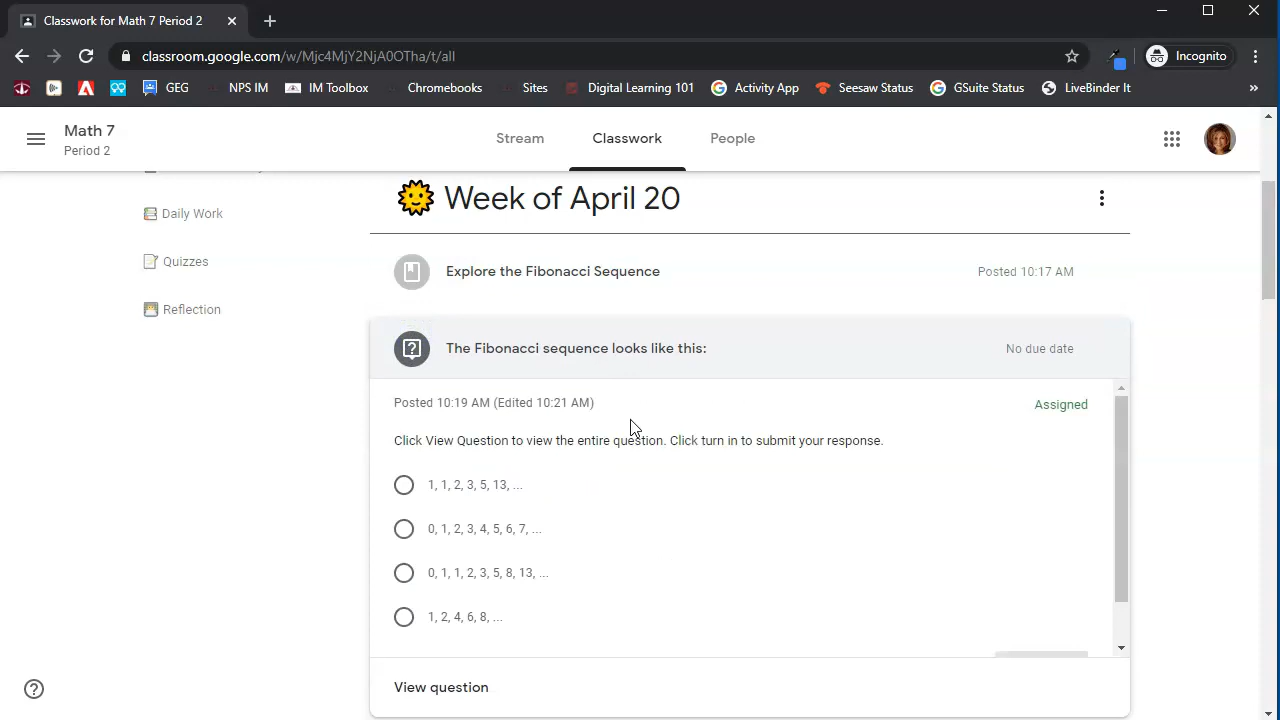 Classwork for Math 7 Period 2
classroom.google.com/w/Mjc4MjY2NjA0OTha/t/all
Incognito
GEG
NPS IM
IM Toolbox
Chromebooks
Sites
Digital Learning 101
Activity App
Seesaw Status
GSuite Status
LiveBinder It
»
Math 7
Period 2
Stream
Classwork
People
Week of April 20
Daily Work
Quizzes
Reflection
Explore the Fibonacci Sequence
Posted 10:17 AM
The Fibonacci sequence looks like this:
No due date
Posted 10:19 AM (Edited 10:21 AM)
Assigned
Click View Question to view the entire question. Click turn in to submit your response.
1, 1, 2, 3, 5, 13, ...
0, 1, 2, 3, 4, 5, 6, 7, ...
0, 1, 1, 2, 3, 5, 8, 13, ...
1, 2, 4, 6, 8, ...
View question